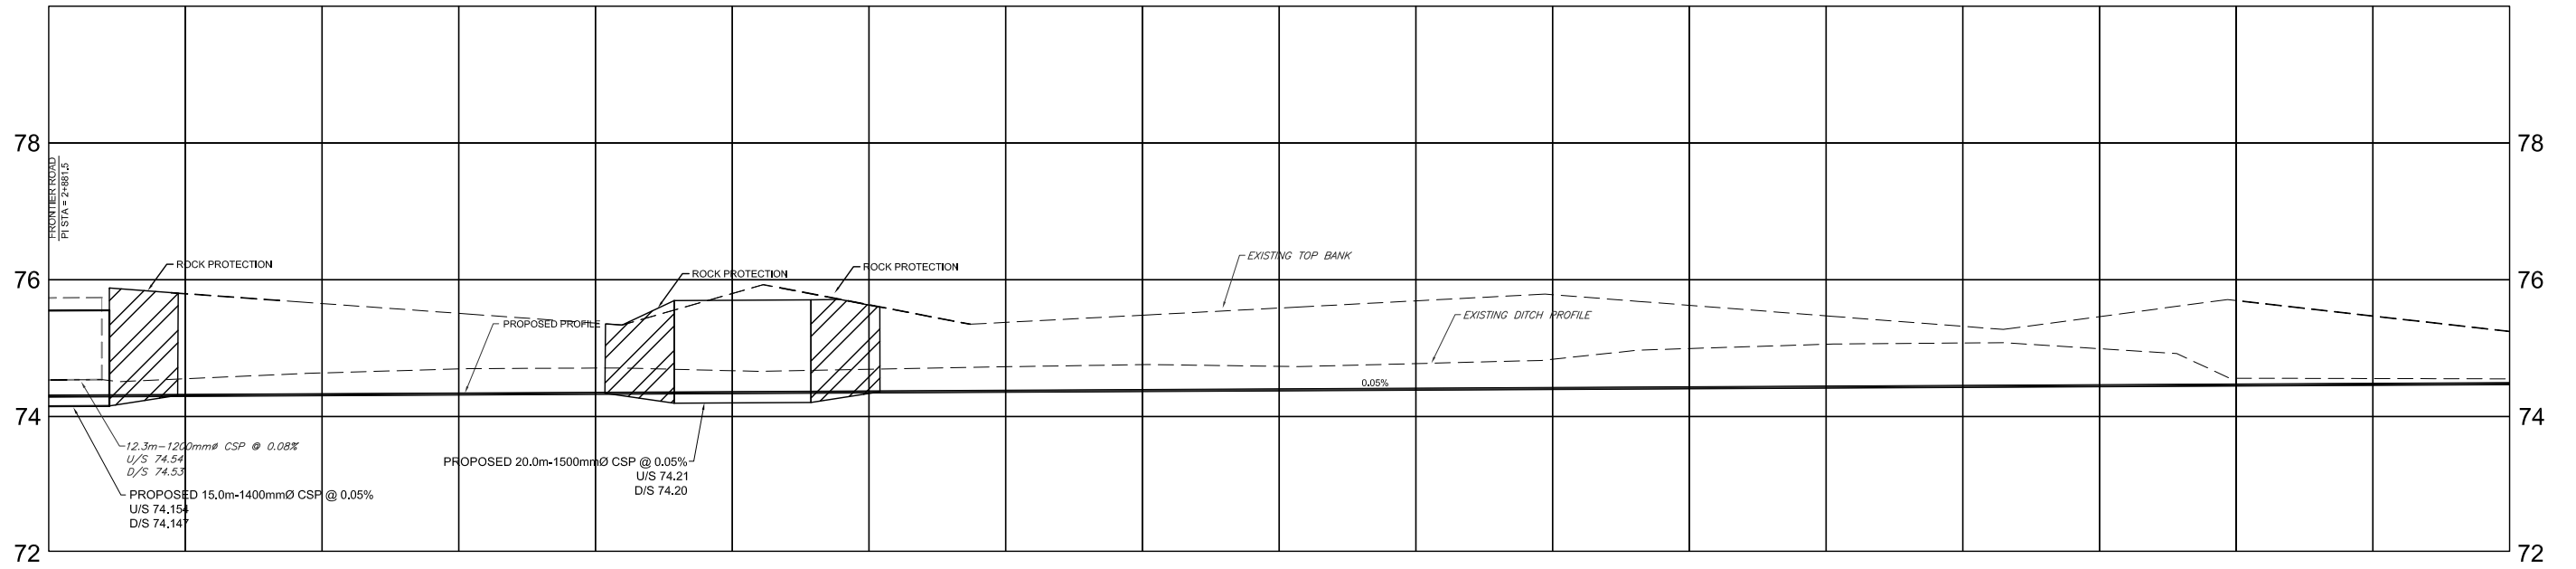 78
78
FRONTIER ROAD
PI STA = 2+881.5
EXISTING TOP BANK
ROCK PROTECTION
ROCK PROTECTION
ROCK PROTECTION
76
76
EXISTING DITCH PROFILE
PROPOSED PROFILE
0.05%
74
74
12.3m-1200mmø CSP @ 0.08%
U/S 74.54
D/S 74.53
PROPOSED 20.0m-1500mmØ CSP @ 0.05%
U/S 74.21
D/S 74.20
PROPOSED 15.0m-1400mmØ CSP @ 0.05%
U/S 74.154
D/S 74.147
72
72